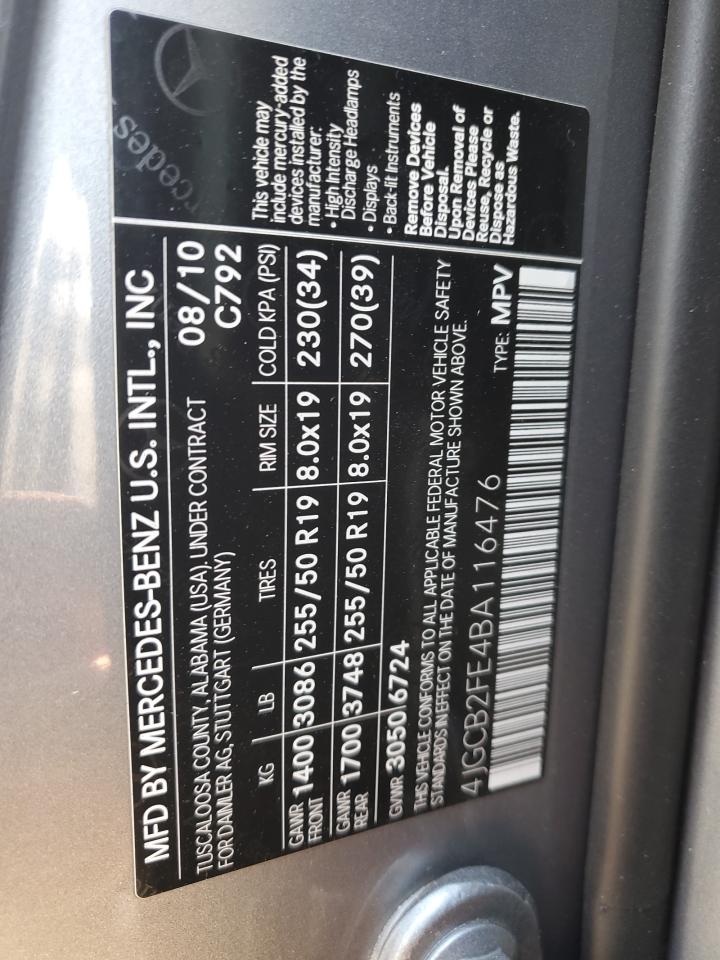 MFD BY MERCEDES-BENZ U.S. INTL., INC
TUSCALOOSA COUNTY, ALABAMA (USA). UNDER CONTRACT
FOR DAIMLER AG, STUTTGART (GERMANY)
08/10
C792
KG LB TIRES RIM SIZE COLD KPA (PSI)
GAWR FRONT 1400 3086 255/50 R19 8.0x19 230(34)
GAWR REAR 1700 3748 255/50 R19 8.0x19 270(39)
GVWR 3050 6724
THIS VEHICLE CONFORMS TO ALL APPLICABLE FEDERAL MOTOR VEHICLE SAFETY
STANDARDS IN EFFECT ON THE DATE OF MANUFACTURE SHOWN ABOVE.
4JGCB2FE4BA116476 TYPE: MPV
This vehicle may
include mercury-added
devices installed by the
manufacturer:
• High Intensity
Discharge Headlamps
• Displays
• Back-lit Instruments
Remove Devices
Before Vehicle
Disposal.
Upon Removal of
Devices Please
Reuse, Recycle or
Dispose as
Hazardous Waste.